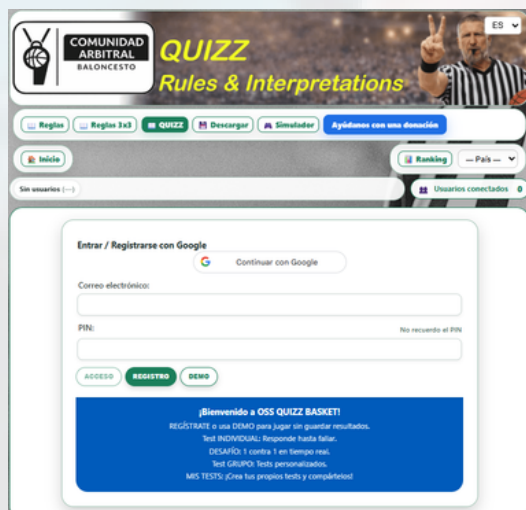 COMUNIDAD
ARBITRAL
BALONCESTO
QUIZZ
Rules & Interpretations
ES
Reglas
Reglas 3x3
QUIZZ
Descargar
Simulador
Ayúdanos con una donación
Inicio
Ranking
--- País ---
Sin usuarios (---)
Usuarios conectados 0
Entrar / Registrarse con Google
Continuar con Google
Correo electrónico:
PIN:
No recuerdo el PIN
ACCESO
REGISTRO
DEMO
¡Bienvenido a OSS QUIZZ BASKET!
REGÍSTRATE o usa DEMO para jugar sin guardar resultados.
Test INDIVIDUAL: Responde hasta fallar.
DESAFÍO: 1 contra 1 en tiempo real.
Test GRUPO: Tests personalizados.
MIS TESTS: ¡Crea tus propios tests y compártelos!